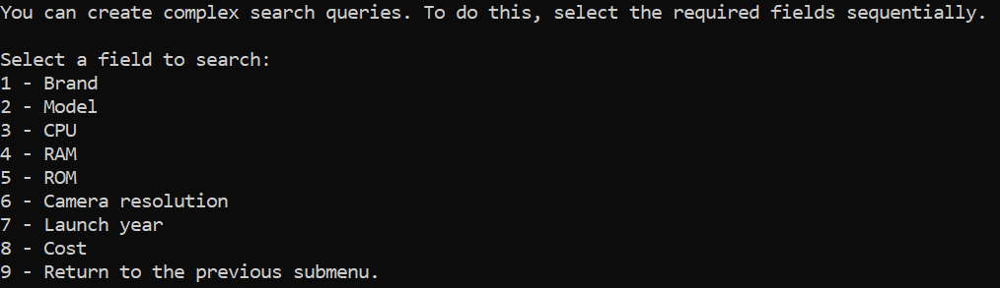 You can create complex search queries. To do this, select the required fields sequentially.
Select a field to search:
1 - Brand
2 - Model
3 - CPU
4 - RAM
5 - ROM
6 - Camera resolution
7 - Launch year
8 - Cost
9 - Return to the previous submenu.